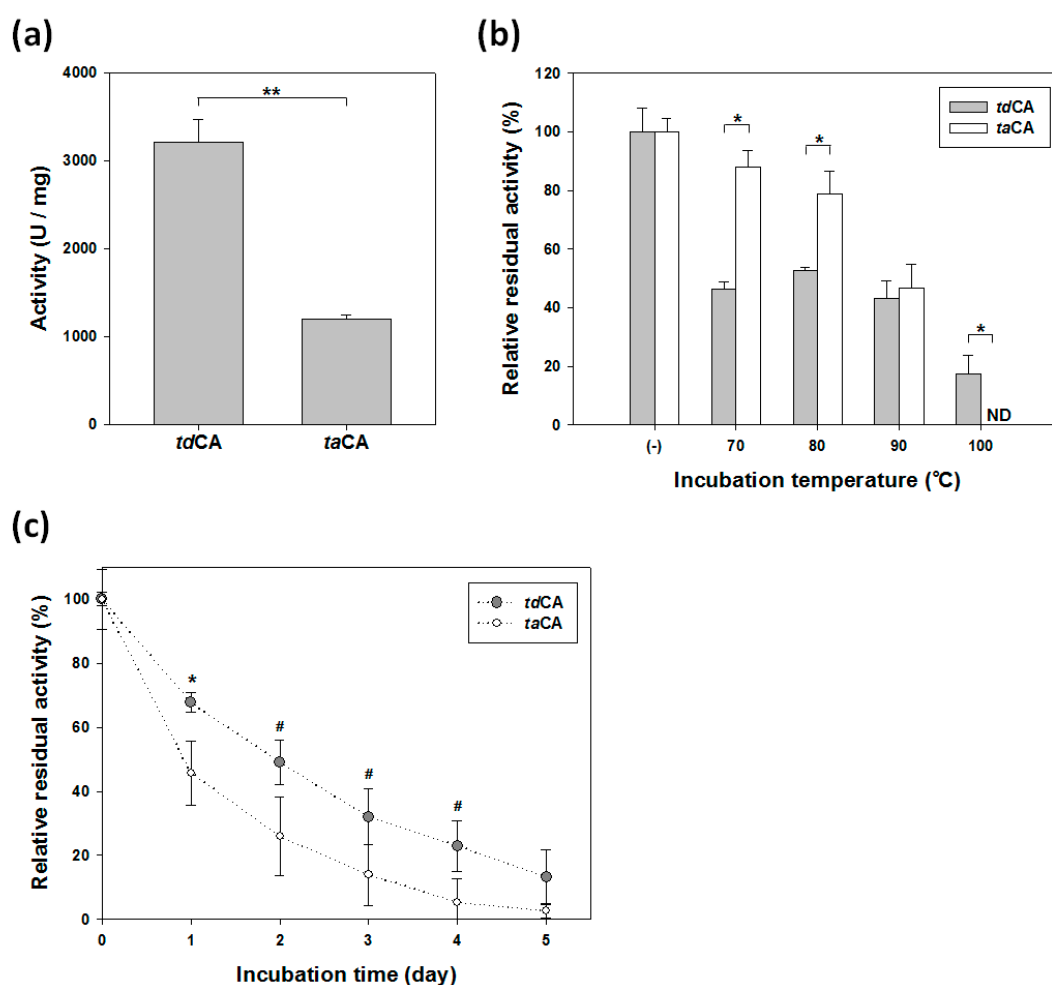 (a)
4000
3000
2000
1000
0
Activity (U / mg)
**
tdCA
taCA
(b)
120
100
80
60
40
20
0
Relative residual activity (%)
tdCA
taCA
*
*
*
ND
(-)
70
80
90
100
Incubation temperature (℃)
(c)
100
80
60
40
20
0
Relative residual activity (%)
tdCA
taCA
*
#
#
#
0
1
2
3
4
5
Incubation time (day)